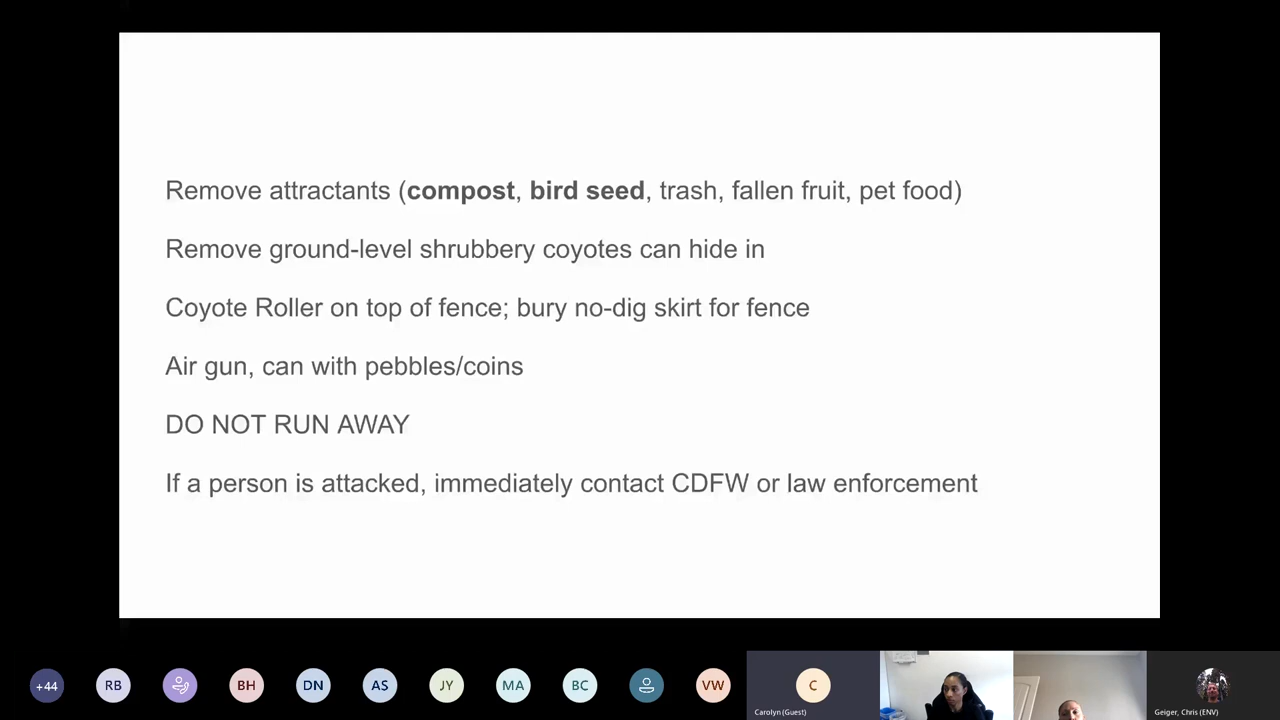 Remove attractants (compost, bird seed, trash, fallen fruit, pet food)
Remove ground-level shrubbery coyotes can hide in
Coyote Roller on top of fence; bury no-dig skirt for fence
Air gun, can with pebbles/coins
DO NOT RUN AWAY
If a person is attacked, immediately contact CDFW or law enforcement
+44
RB
BH
DN
AS
JY
MA
BC
VW
C
Carolyn (Guest)
Geiger, Chris (ENV)